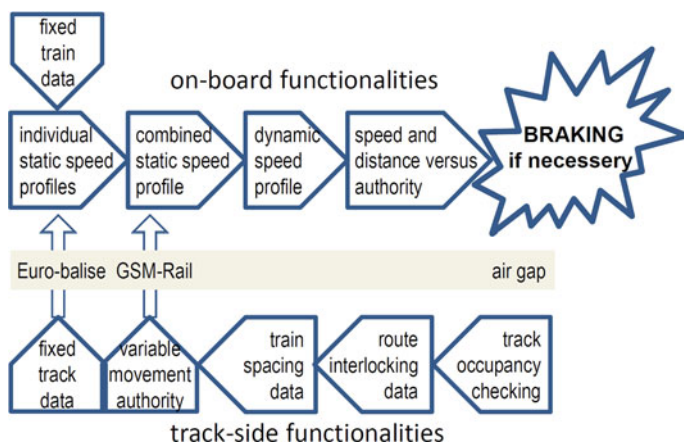 fixed
train
data
on-board functionalities
individual
static speed
profiles
combined
static speed
profile
dynamic
speed
profile
speed and
distance versus
authority
BRAKING
if necessery
Euro-balise
GSM-Rail
air gap
fixed
track
data
variable
movement
authority
train
spacing
data
route
interlocking
data
track
occupancy
checking
track-side functionalities